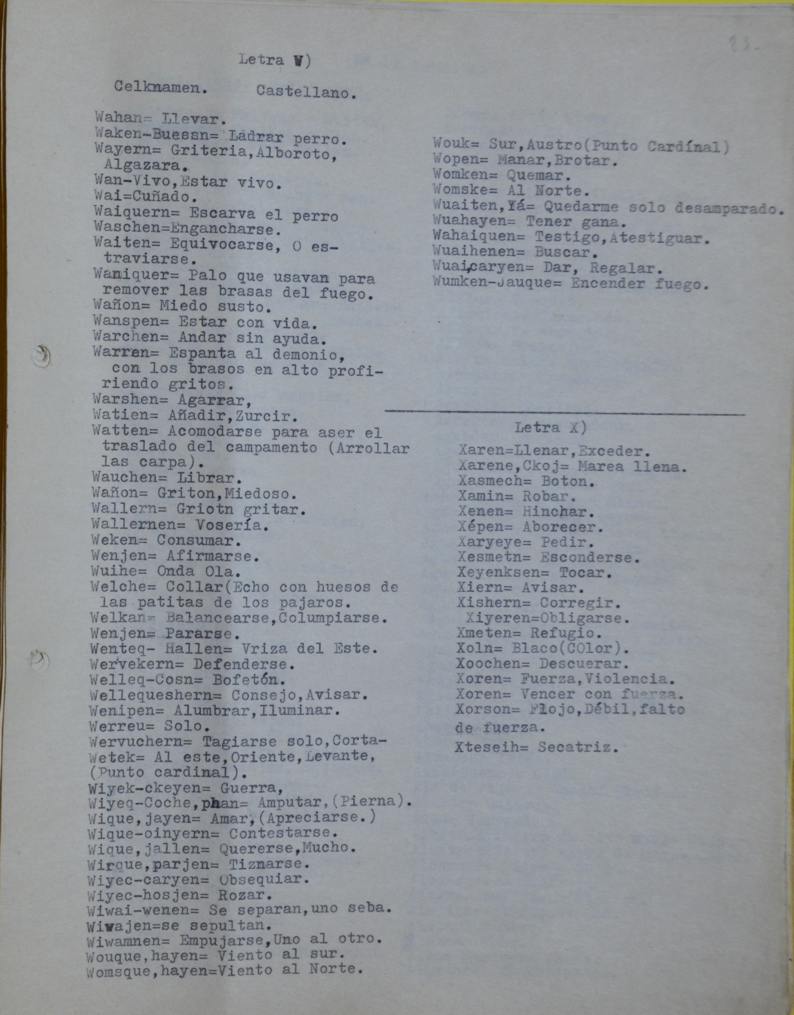 23-
Letra W)
Celknamen. Castellano.
Wahan= Llevar.
Waken-Buessn= Ladrar perro.
Wayern= Griteria,Alboroto,
Algazara.
Wan-Vivo,Estar vivo.
Wai=Cuñado.
Waiquern= Escarva el perro
Waschen=Engancharse.
Waiten= Equivocarse, O es-
traviarse.
Waniquer= Palo que usavan para
remover las brasas del fuego.
Wañon= Miedo susto.
Wanspen= Estar con vida.
Warchen= Andar sin ayuda.
Warren= Espanta al demonio,
con los brasos en alto profi-
riendo gritos.
Warshen= Agarrar,
Watien= Añadir,Zurcir.
Watten= Acomodarse para aser el
traslado del campamento (Arrollar
las carpa).
Wauchen= Librar.
Wañon= Griton,Miedoso.
Wallern= Griotn gritar.
Wallernen= Vosería.
Weken= Consumar.
Wenjen= Afirmarse.
Wuihe= Onda Ola.
Welche= Collar(Echo con huesos de
las patitas de los pajaros.
Welkan= Balancearse,Columpiarse.
Wenjen= Pararse.
Wenteq- Hallen= Vriza del Este.
Wervekern= Defenderse.
Welleq-Cosn= Bofetón.
Wellequeshern= Consejo,Avisar.
Wenipen= Alumbrar,Iluminar.
Werreu= Solo.
Wervuchern= Tagiarse solo,Corta-
Wetek= Al este,Oriente,Levante,
(Punto cardinal).
Wiyek-ckeyen= Guerra,
Wiyeq-Coche,phan= Amputar,(Pierna).
Wique,jayen= Amar,(Apreciarse.)
Wique-oinyern= Contestarse.
Wique,jallen= Quererse,Mucho.
Wirque,parjen= Tiznarse.
Wiyec-caryen= Obsequiar.
Wiyec-hosjen= Rozar.
Wiwai-wenen= Se separan,uno seba.
Wiwajen=se sepultan.
Wiwamnen= Empujarse,Uno al otro.
Wouque,hayen= Viento al sur.
Womsque,hayen=Viento al Norte.
Wouk= Sur,Austro(Punto Cardínal)
Wopen= Manar,Brotar.
Womken= Quemar.
Womske= Al Norte.
Wuaiten,Yá= Quedarme solo desamparado.
Wuahayen= Tener gana.
Wahaiquen= Testigo,Atestiguar.
Wuaihenen= Buscar.
Wuai,caryen= Dar, Regalar.
Wumken-Jauque= Encender fuego.
Letra X)
Xaren=Llenar,Exceder.
Xarene,Ckoj= Marea llena.
Xasmech= Boton.
Xamin= Robar.
Xenen= Hinchar.
Xépen= Aborecer.
Xaryeye= Pedir.
Xesmetn= Esconderse.
Xeyenksen= Tocar.
Xiern= Avisar.
Xishern= Corregir.
Xiyeren=Obligarse.
Xmeten= Refugio.
Xoln= Blaco(COlor).
Xoochen= Descuerar.
Xoren= Fuerza,Violencia.
Xoren= Vencer con fuerza.
Xorson= Flojo,Débil,falto
de fuerza.
Xteseih= Secatriz.